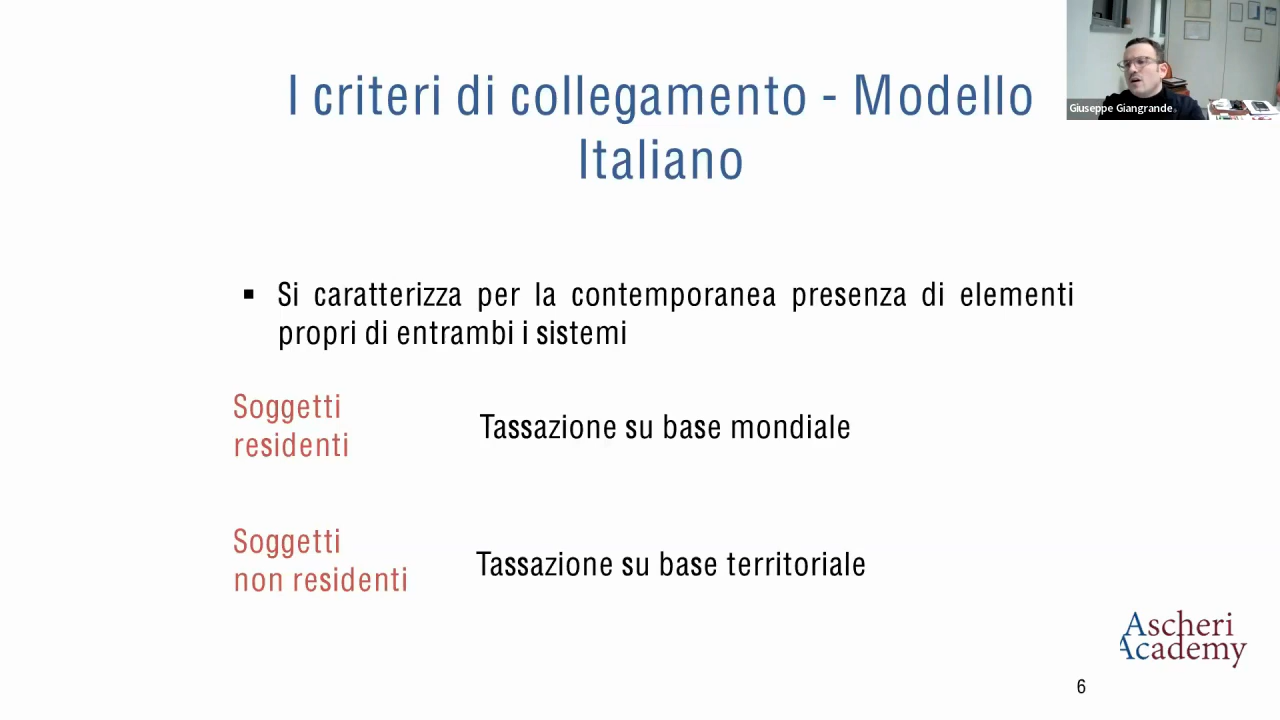 I criteri di collegamento - Modello
Italiano
Giuseppe Giangrande
▪ Si caratterizza per la contemporanea presenza di elementi
propri di entrambi i sistemi
Soggetti
residenti
Tassazione su base mondiale
Soggetti
non residenti
Tassazione su base territoriale
Ascheri
Academy
6